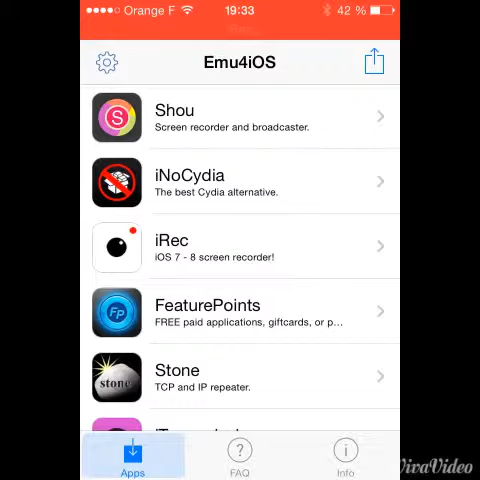 Orange F 19:33 42 %
Emu4iOS
Shou
Screen recorder and broadcaster.
iNoCydia
The best Cydia alternative.
iRec
iOS 7 - 8 screen recorder!
FeaturePoints
FREE paid applications, giftcards, or p...
Stone
TCP and IP repeater.
Apps FAQ Info
VivaVideo